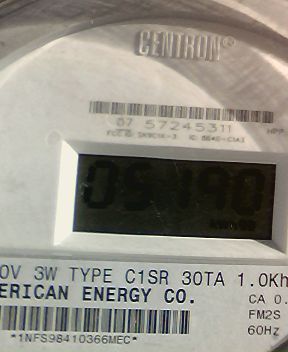 CENTRON®
07 57245311
HPP
05190
0V 3W TYPE C1SR 30TA 1.0Kh
ERICAN ENERGY CO.
CA 0.
FM2S
60Hz
*1NFS98410366MEC*